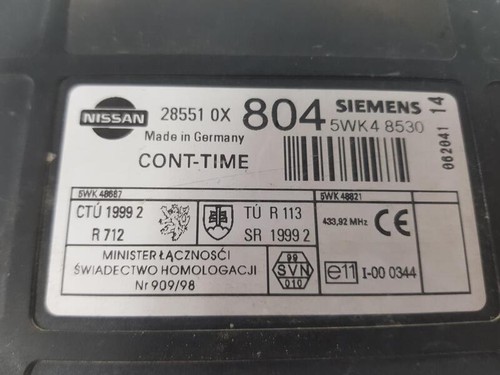 NISSAN 28551 0X 804 SIEMENS
Made in Germany 5WK4 8530
CONT-TIME
062041 14
5WK 48687
CTÚ 1999 2
R 712
TÚ R 113
SR 1999 2
5WK 48821
433,92 MHz CE
MINISTER ŁĄCZNOŚCI
ŚWIADECTWO HOMOLOGACJI
Nr 909/98
99
SVN
010
e11 I-00 0344